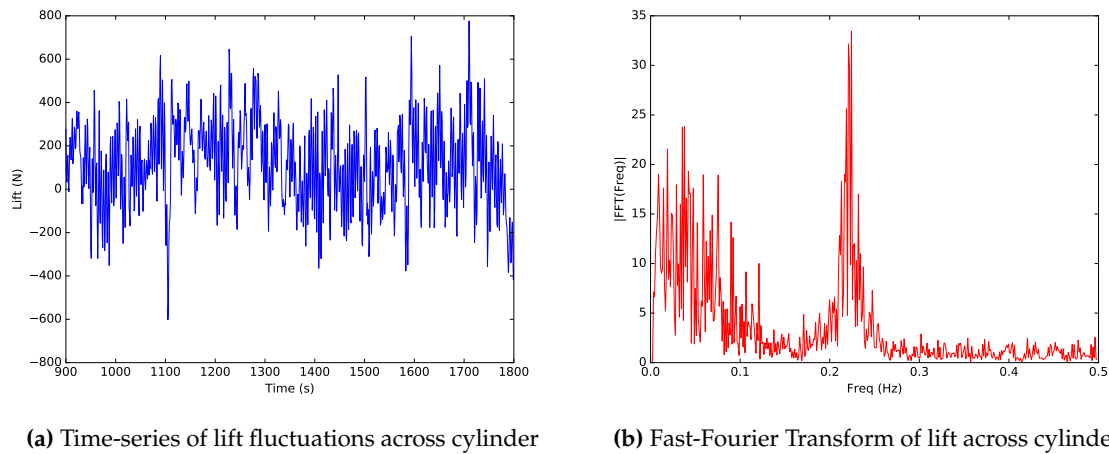 800
600
400
200
0
−200
−400
−600
−800
Lift (N)
900 1000 1100 1200 1300 1400 1500 1600 1700 1800
Time (s)
(a) Time-series of lift fluctuations across cylinder
35
30
25
20
15
10
5
0
|FFT(Freq)|
0.0 0.1 0.2 0.3 0.4 0.5
Freq (Hz)
(b) Fast-Fourier Transform of lift across cylinde